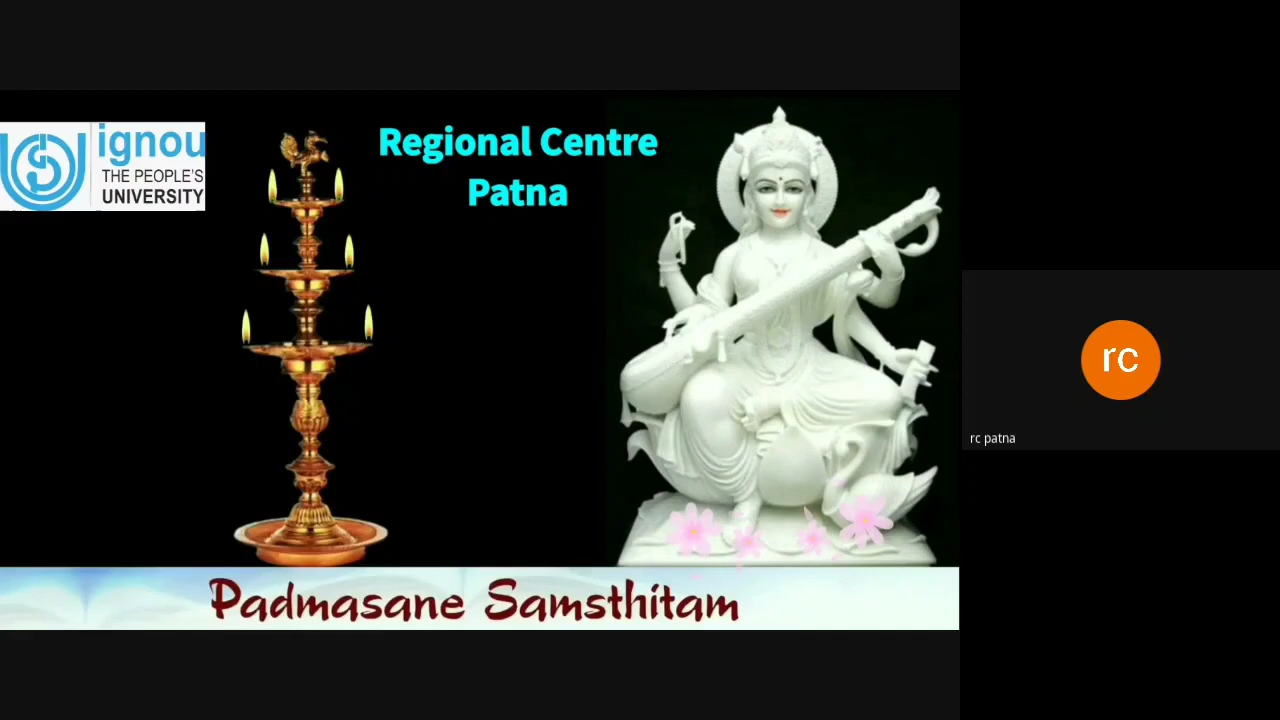 ignou
THE PEOPLE'S
UNIVERSITY
Regional Centre
Patna
Padmasane Samsthitam
rc
rc patna